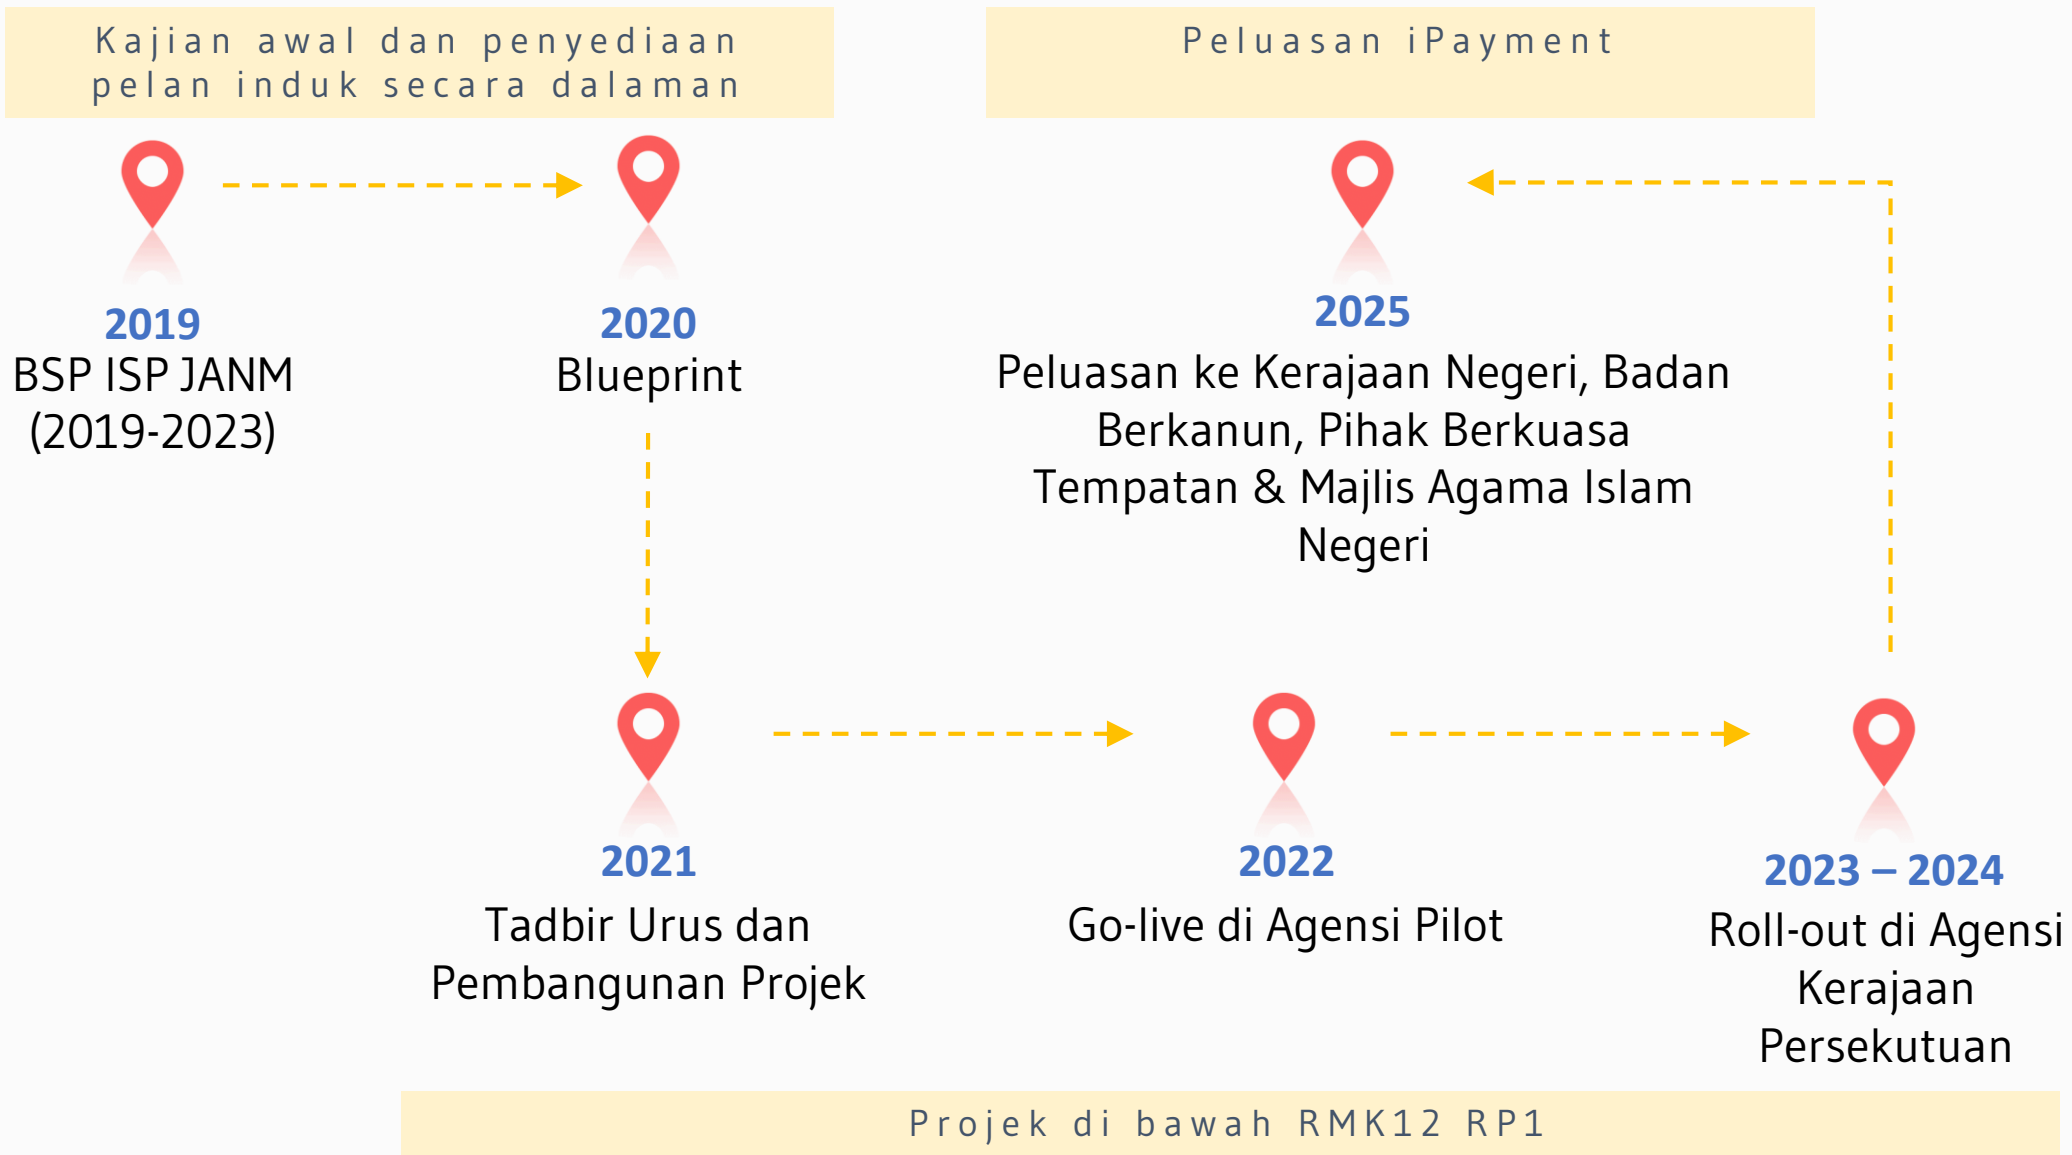 Kajian awal dan penyediaan
pelan induk secara dalaman
Peluasan iPayment
2019
BSP ISP JANM
(2019-2023)
2020
Blueprint
2025
Peluasan ke Kerajaan Negeri, Badan
Berkanun, Pihak Berkuasa
Tempatan & Majlis Agama Islam
Negeri
2021
Tadbir Urus dan
Pembangunan Projek
2022
Go-live di Agensi Pilot
2023 – 2024
Roll-out di Agensi
Kerajaan
Persekutuan
Projek di bawah RMK12 RP1